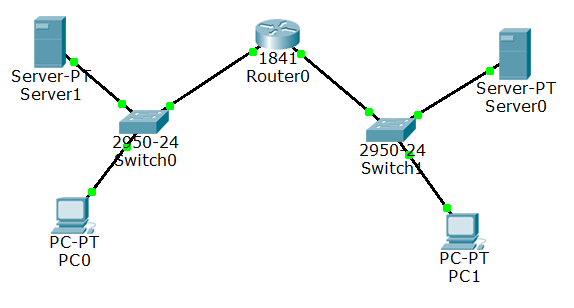 1841
Router0
Server-PT
Server1
Server-PT
Server0
2950-24
Switch0
2950-24
Switch1
PC-PT
PC0
PC-PT
PC1